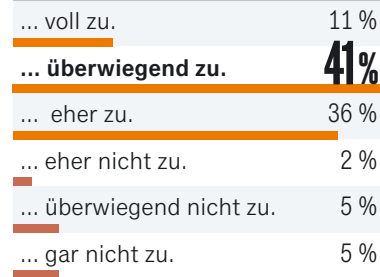 ... voll zu. 11 %
... überwiegend zu. 41 %
... eher zu. 36 %
... eher nicht zu. 2 %
... überwiegend nicht zu. 5 %
... gar nicht zu. 5 %